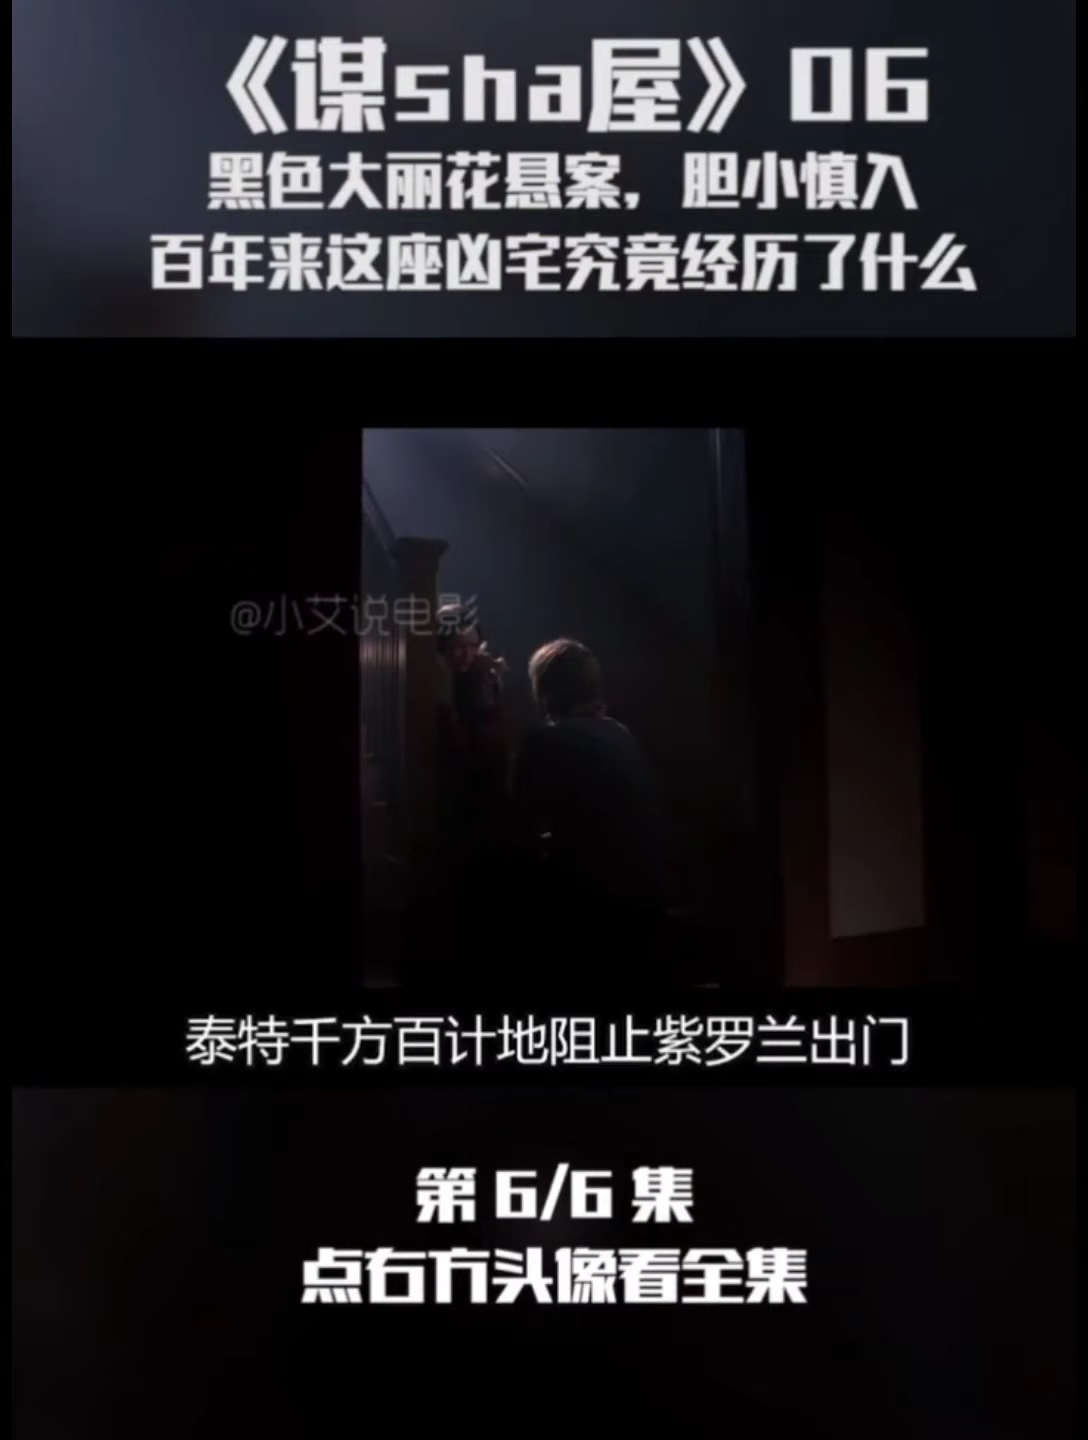 《谋sha屋》06
黑色大丽花悬案，胆小慎入
百年来这座凶宅究竟经历了什么
@小艾说电影
泰特千方百计地阻止紫罗兰出门
第 6/6 集
点右方头像看全集